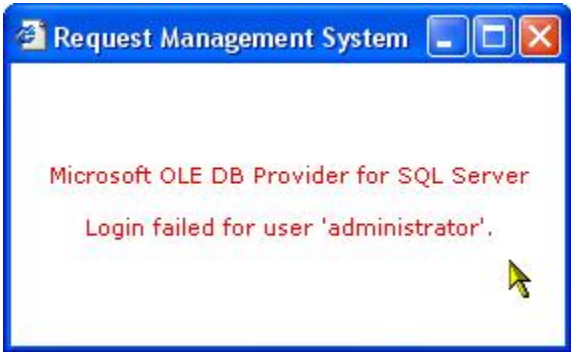 Request Management System
Microsoft OLE DB Provider for SQL Server
Login failed for user 'administrator'.